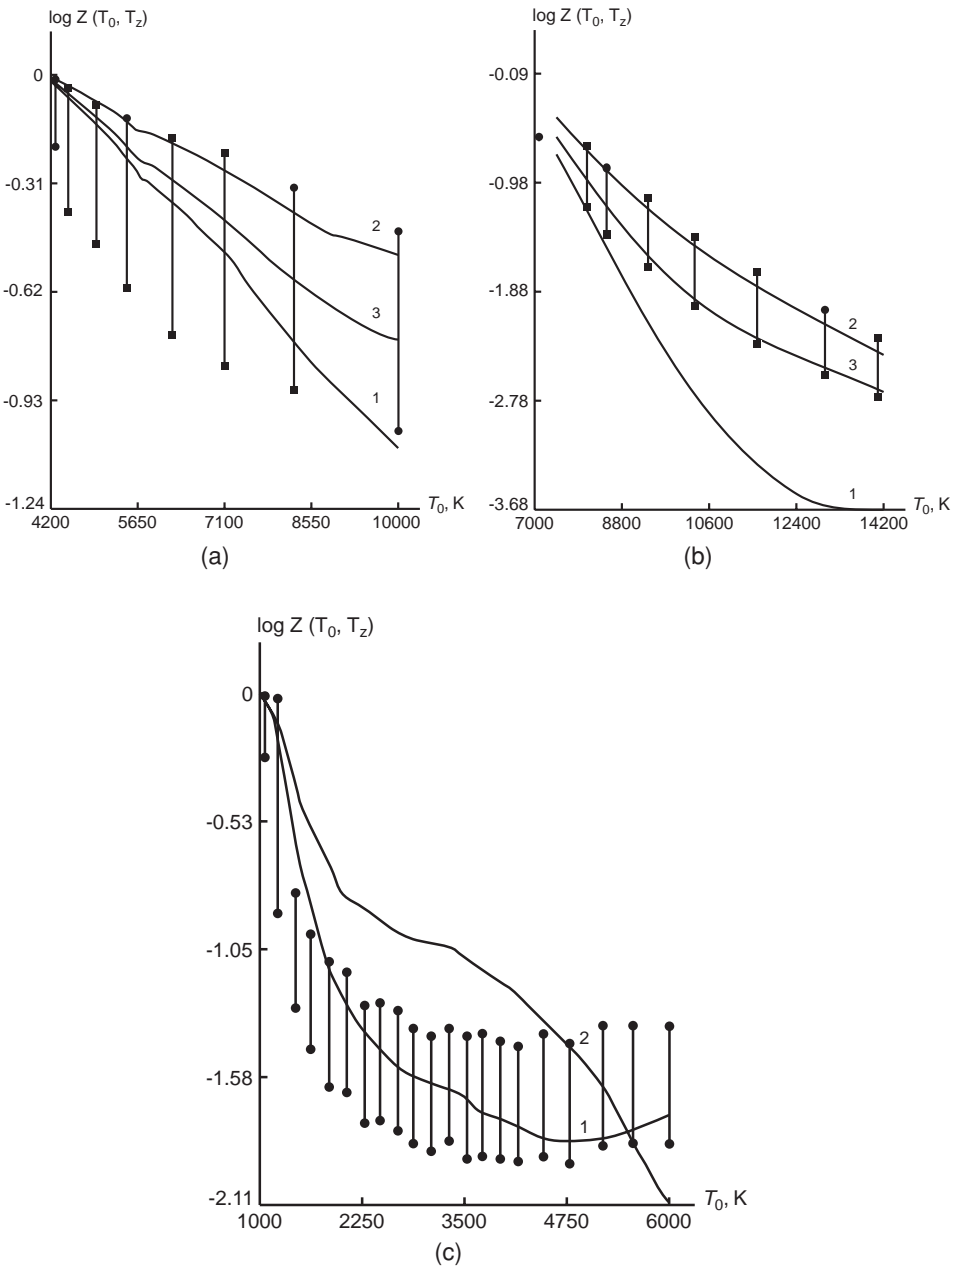 log Z (T0, Tz)
0
-0.31
-0.62
-0.93
-1.24
2
3
1
4200 5650 7100 8550 10000
T0, K
(a)
log Z (T0, Tz)
-0.09
-0.98
-1.88
-2.78
-3.68
2
3
1
7000 8800 10600 12400 14200
T0, K
(b)
log Z (T0, Tz)
0
-0.53
-1.05
-1.58
-2.11
2
1
1000 2250 3500 4750 6000
T0, K
(c)